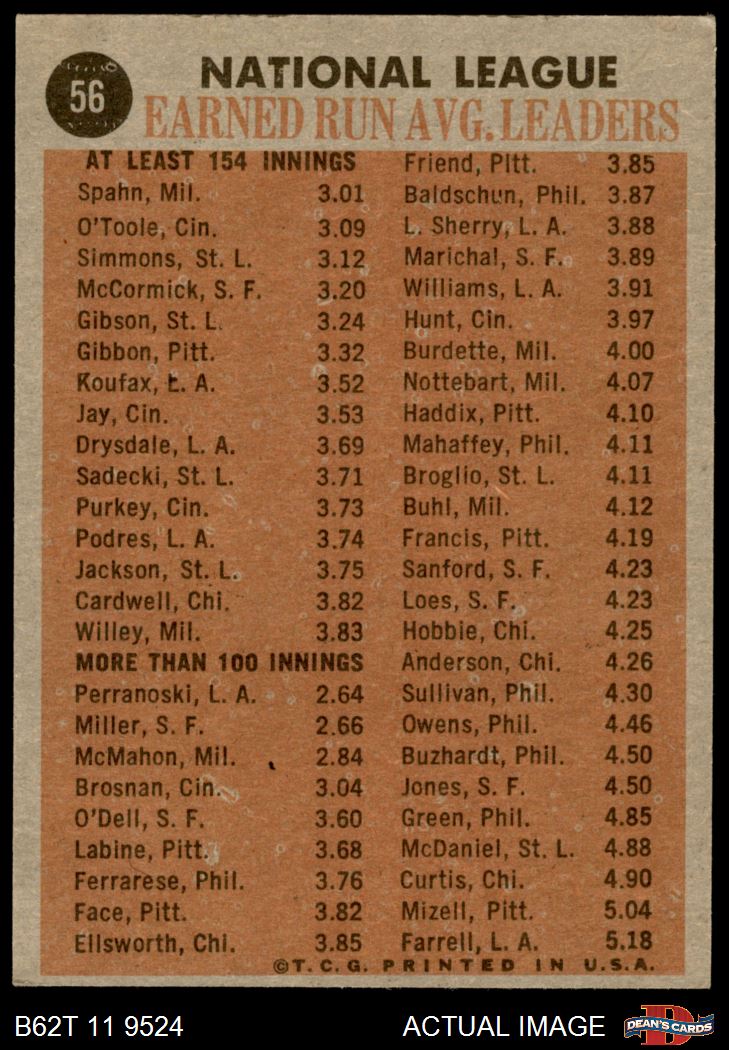 56
NATIONAL LEAGUE
EARNED RUN AVG. LEADERS
AT LEAST 154 INNINGS
Spahn, Mil. 3.01
O'Toole, Cin. 3.09
Simmons, St. L. 3.12
McCormick, S. F. 3.20
Gibson, St. L. 3.24
Gibbon, Pitt. 3.32
Koufax, L. A. 3.52
Jay, Cin. 3.53
Drysdale, L. A. 3.69
Sadecki, St. L. 3.71
Purkey, Cin. 3.73
Podres, L. A. 3.74
Jackson, St. L. 3.75
Cardwell, Chi. 3.82
Willey, Mil. 3.83
MORE THAN 100 INNINGS
Perranoski, L. A. 2.64
Miller, S. F. 2.66
McMahon, Mil. 2.84
Brosnan, Cin. 3.04
O'Dell, S. F. 3.60
Labine, Pitt. 3.68
Ferrarese, Phil. 3.76
Face, Pitt. 3.82
Ellsworth, Chi. 3.85
Friend, Pitt. 3.85
Baldschun, Phil. 3.87
L. Sherry, L. A. 3.88
Marichal, S. F. 3.89
Williams, L. A. 3.91
Hunt, Cin. 3.97
Burdette, Mil. 4.00
Nottebart, Mil. 4.07
Haddix, Pitt. 4.10
Mahaffey, Phil. 4.11
Broglio, St. L. 4.11
Buhl, Mil. 4.12
Francis, Pitt. 4.19
Sanford, S. F. 4.23
Loes, S. F. 4.23
Hobbie, Chi. 4.25
Anderson, Chi. 4.26
Sullivan, Phil. 4.30
Owens, Phil. 4.46
Buzhardt, Phil. 4.50
Jones, S. F. 4.50
Green, Phil. 4.85
McDaniel, St. L. 4.88
Curtis, Chi. 4.90
Mizell, Pitt. 5.04
Farrell, L. A. 5.18
©T. C. G. PRINTED IN U.S.A.
B62T 11 9524
ACTUAL IMAGE
DEAN'S CARDS